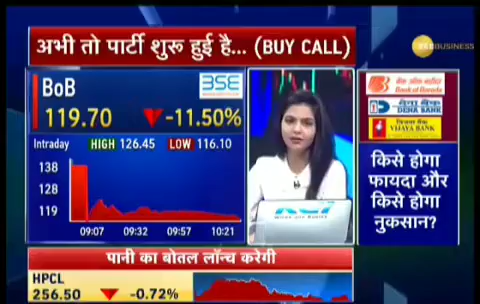 अभी तो पार्टी शुरू हुई है... (BUY CALL)
ZEE BUSINESS
BoB
BSE
119.70 -11.50%
Intraday HIGH 126.45 LOW 116.10
138
128
119
09:07 09:32 09:57 10:21
Bank of Baroda
देना बैंक
DENA BANK
विजया बैंक
VIJAYA BANK
किसे होगा
फायदा और
किसे होगा
नुकसान?
पानी का बोतल लॉन्च करेगी
HPCL
256.50 -0.72%